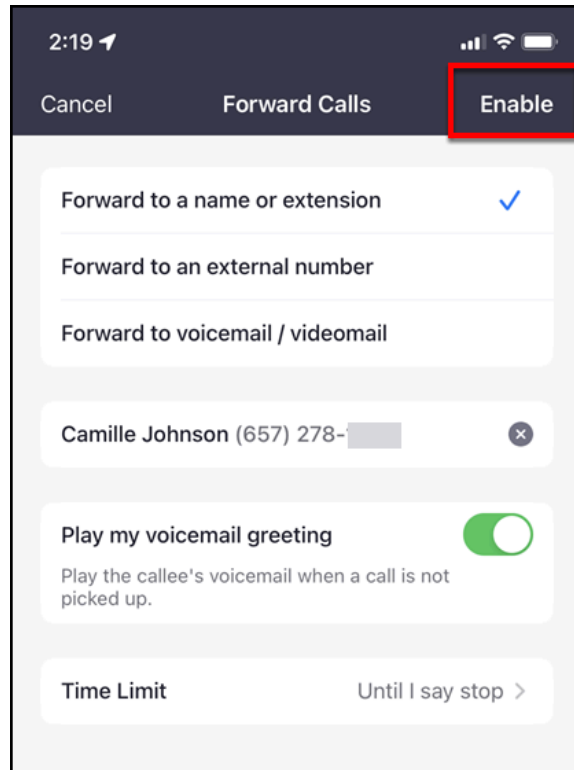 2:19
Cancel Forward Calls Enable
Forward to a name or extension
Forward to an external number
Forward to voicemail / videomail
Camille Johnson (657) 278-
Play my voicemail greeting
Play the callee's voicemail when a call is not
picked up.
Time Limit Until I say stop >